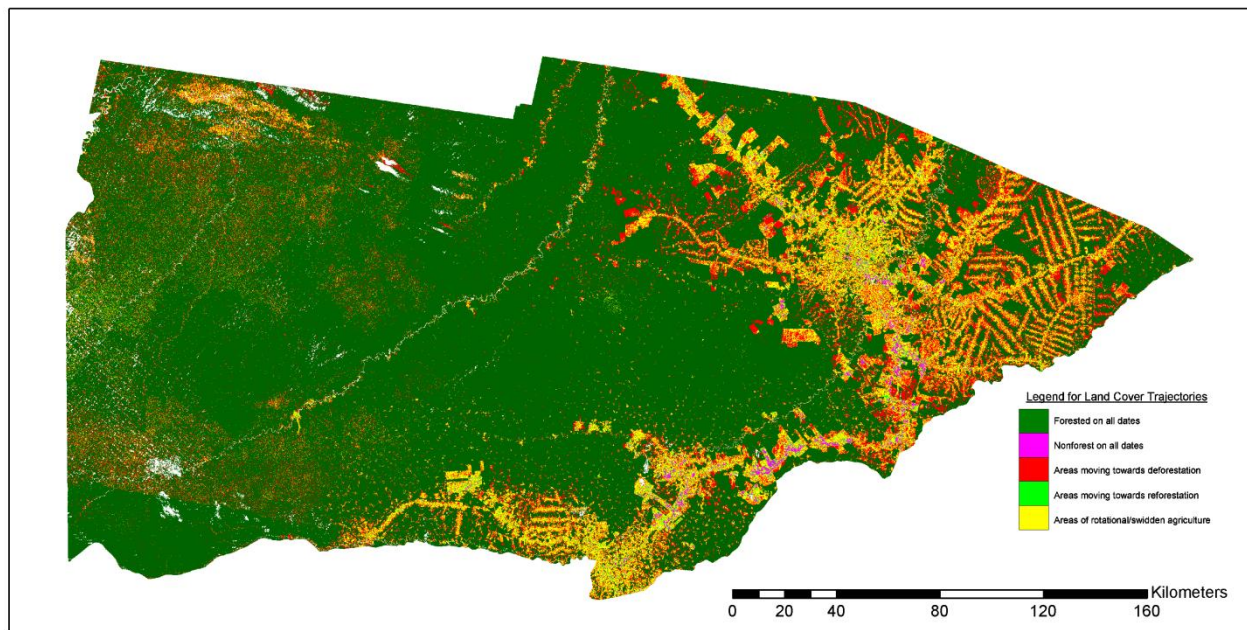 Legend for Land Cover Trajectories
Forested on all dates
Nonforest on all dates
Areas moving towards deforestation
Areas moving towards reforestation
Areas of rotational/swidden agriculture
Kilometers
0 20 40 80 120 160